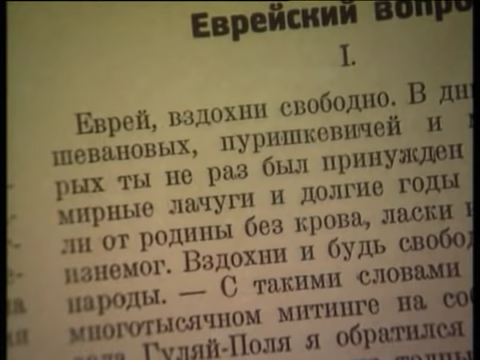 Еврейский вопро
I.
Еврей, вздохни свободно. В дни
шевановых, пуришкевичей и
рых ты не раз был принужден
мирные лачуги и долгие годы
ли от родины без крова, ласки и
изнемог. Вздохни и будь свобод
народы. — С такими словами
многотысячном митинге на со
Гуляй-Поля я обратился